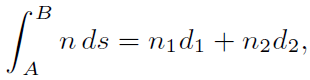 ∫_A^B n ds = n₁d₁ + n₂d₂,